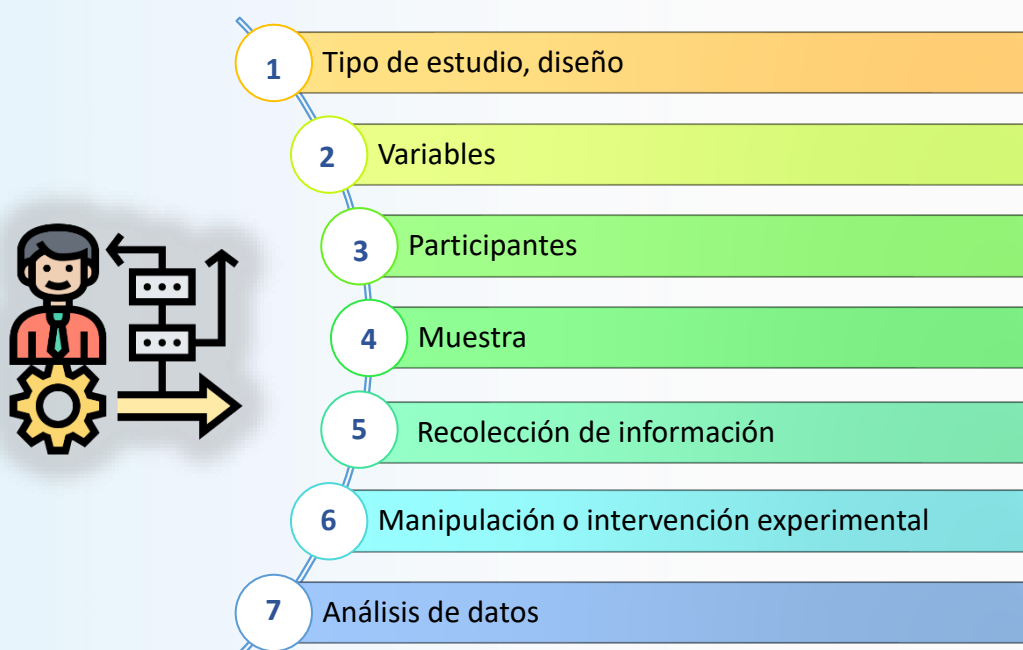 1 Tipo de estudio, diseño
2 Variables
3 Participantes
4 Muestra
5 Recolección de información
6 Manipulación o intervención experimental
7 Análisis de datos